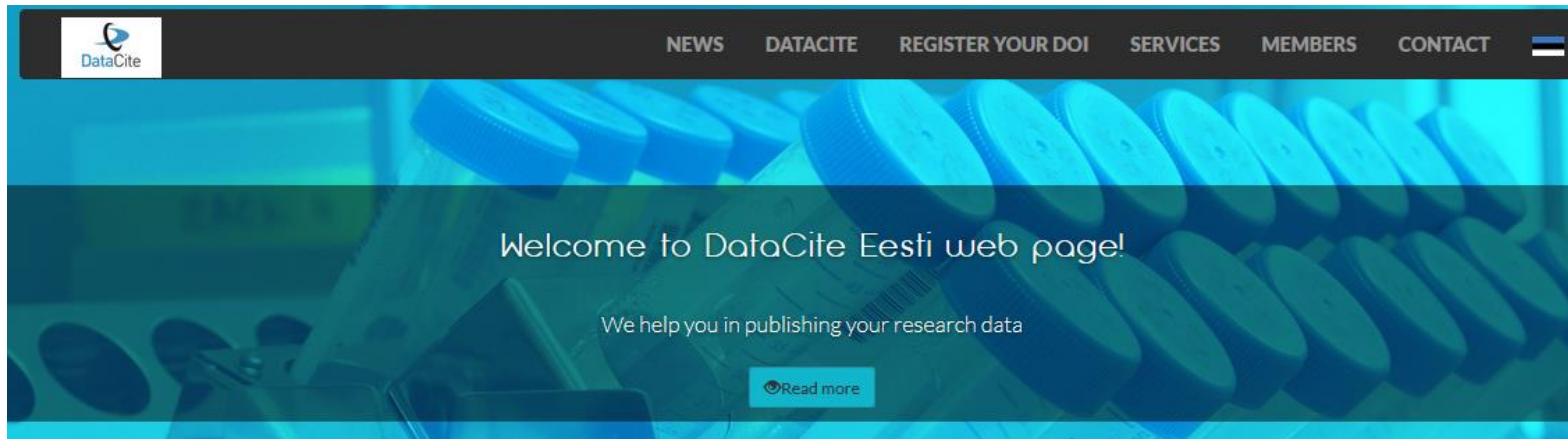 DataCite
NEWS DATACITE REGISTER YOUR DOI SERVICES MEMBERS CONTACT
Welcome to DataCite Eesti web page!
We help you in publishing your research data
Read more